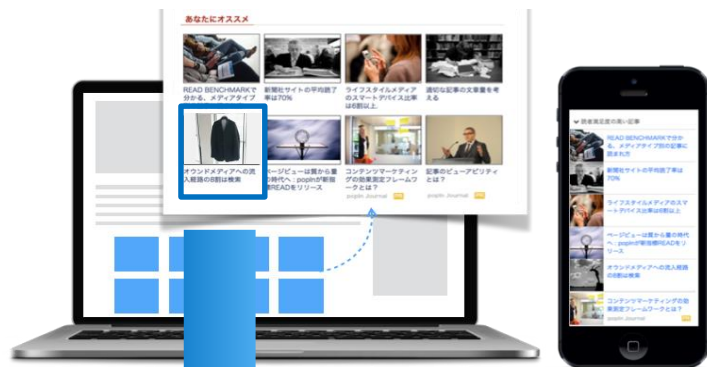 あなたにオススメ
READ BENCHMARKで
分かる、メディアタイプ
新聞社サイトの平均読了
率は70%
ライフスタイルメディア
のスマートデバイス比率
は6割以上
適切な記事の文章量を考
える
オウンドメディアへの流
入経路の8割は検索
ページビューは質から量
の時代へ：popInが新指
標READをリリース
コンテンツマーケティン
グの効果測定フレームワ
ークとは？
popIn Journal
記事のビューアビリティ
とは？
popIn Journal
読者満足度の高い記事
READ BENCHMARKで分か
る、メディアタイプ別の記事に
読まれ方
新聞社サイトの平均読了率は
70%
ライフスタイルメディアのスマ
ートデバイス比率は6割以上
ページビューは質から量の時代
へ：popInが新指標READをリ
リース
オウンドメディアへの流入経路
の8割は検索
コンテンツマーケティングの効
果測定フレームワークとは？
popIn Journal